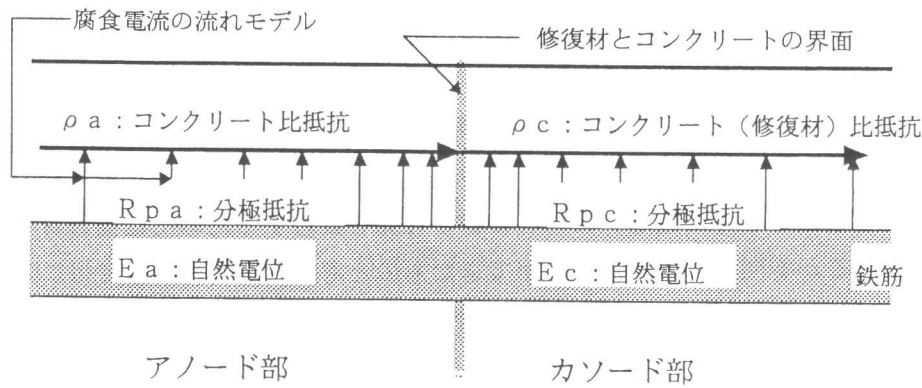 腐食電流の流れモデル
修復材とコンクリートの界面
ρa：コンクリート比抵抗
ρc：コンクリート（修復材）比抵抗
Rpa：分極抵抗
Rpc：分極抵抗
Ea：自然電位
Ec：自然電位
鉄筋
アノード部
カソード部